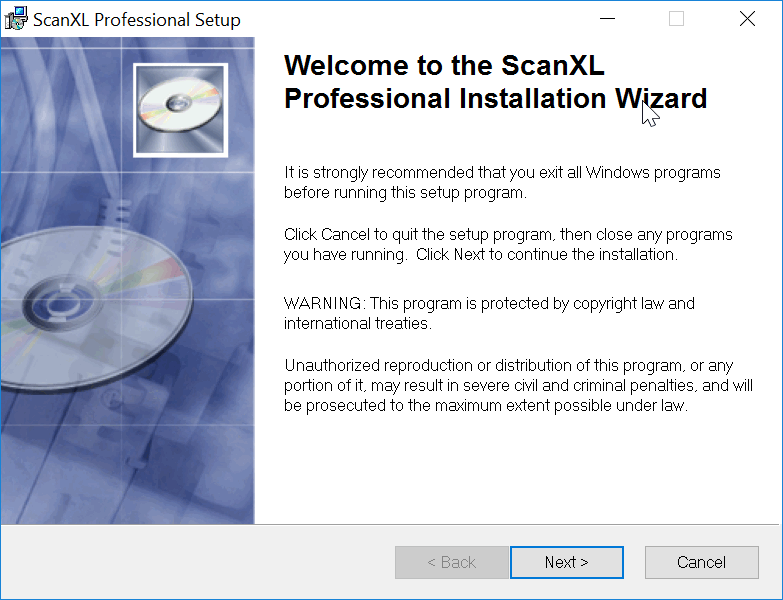 ScanXL Professional Setup
Welcome to the ScanXL
Professional Installation Wizard
It is strongly recommended that you exit all Windows programs
before running this setup program.
Click Cancel to quit the setup program, then close any programs
you have running.  Click Next to continue the installation.
WARNING: This program is protected by copyright law and
international treaties.
Unauthorized reproduction or distribution of this program, or any
portion of it, may result in severe civil and criminal penalties, and will
be prosecuted to the maximum extent possible under law.
< Back Next > Cancel